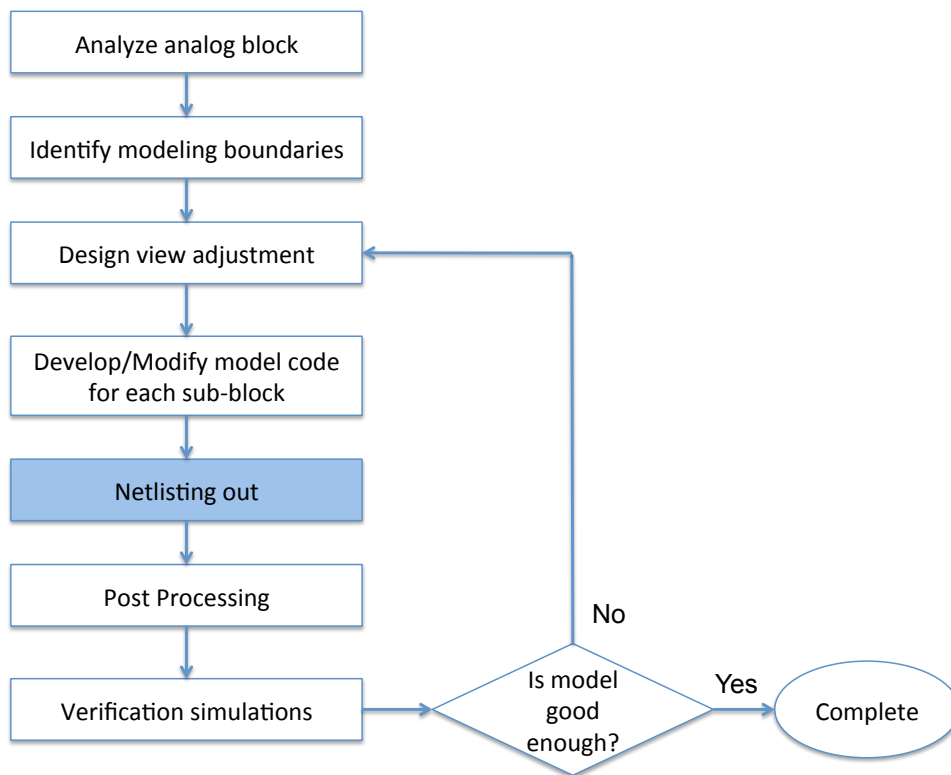 Analyze analog block
Identify modeling boundaries
Design view adjustment
Develop/Modify model code
for each sub-block
Netlisting out
Post Processing
Verification simulations
No
Is model
good
enough?
Yes
Complete